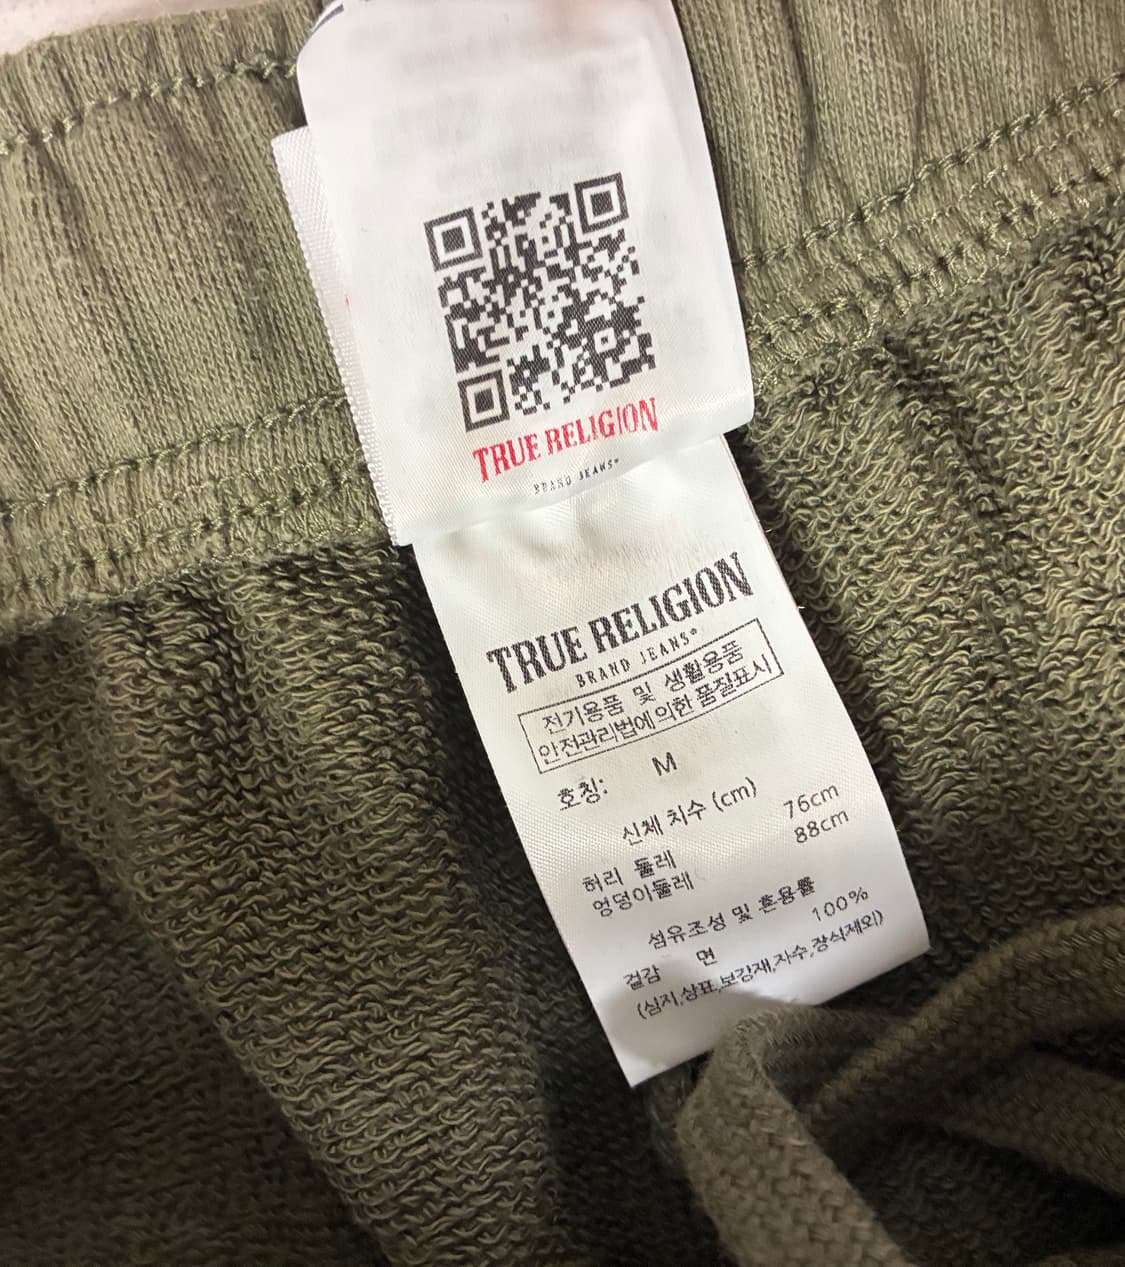 TRUE RELIGION
BRAND JEANS®
TRUE RELIGION
BRAND JEANS®
전기용품 및 생활용품
안전관리법에의한 품질표시
호칭: M
신체 치수 (cm)
허리 둘레 76cm
엉덩이둘레 88cm
섬유조성 및 혼용률
겉감 면 100%
(심지,상표,보강재,자수,장식제외)